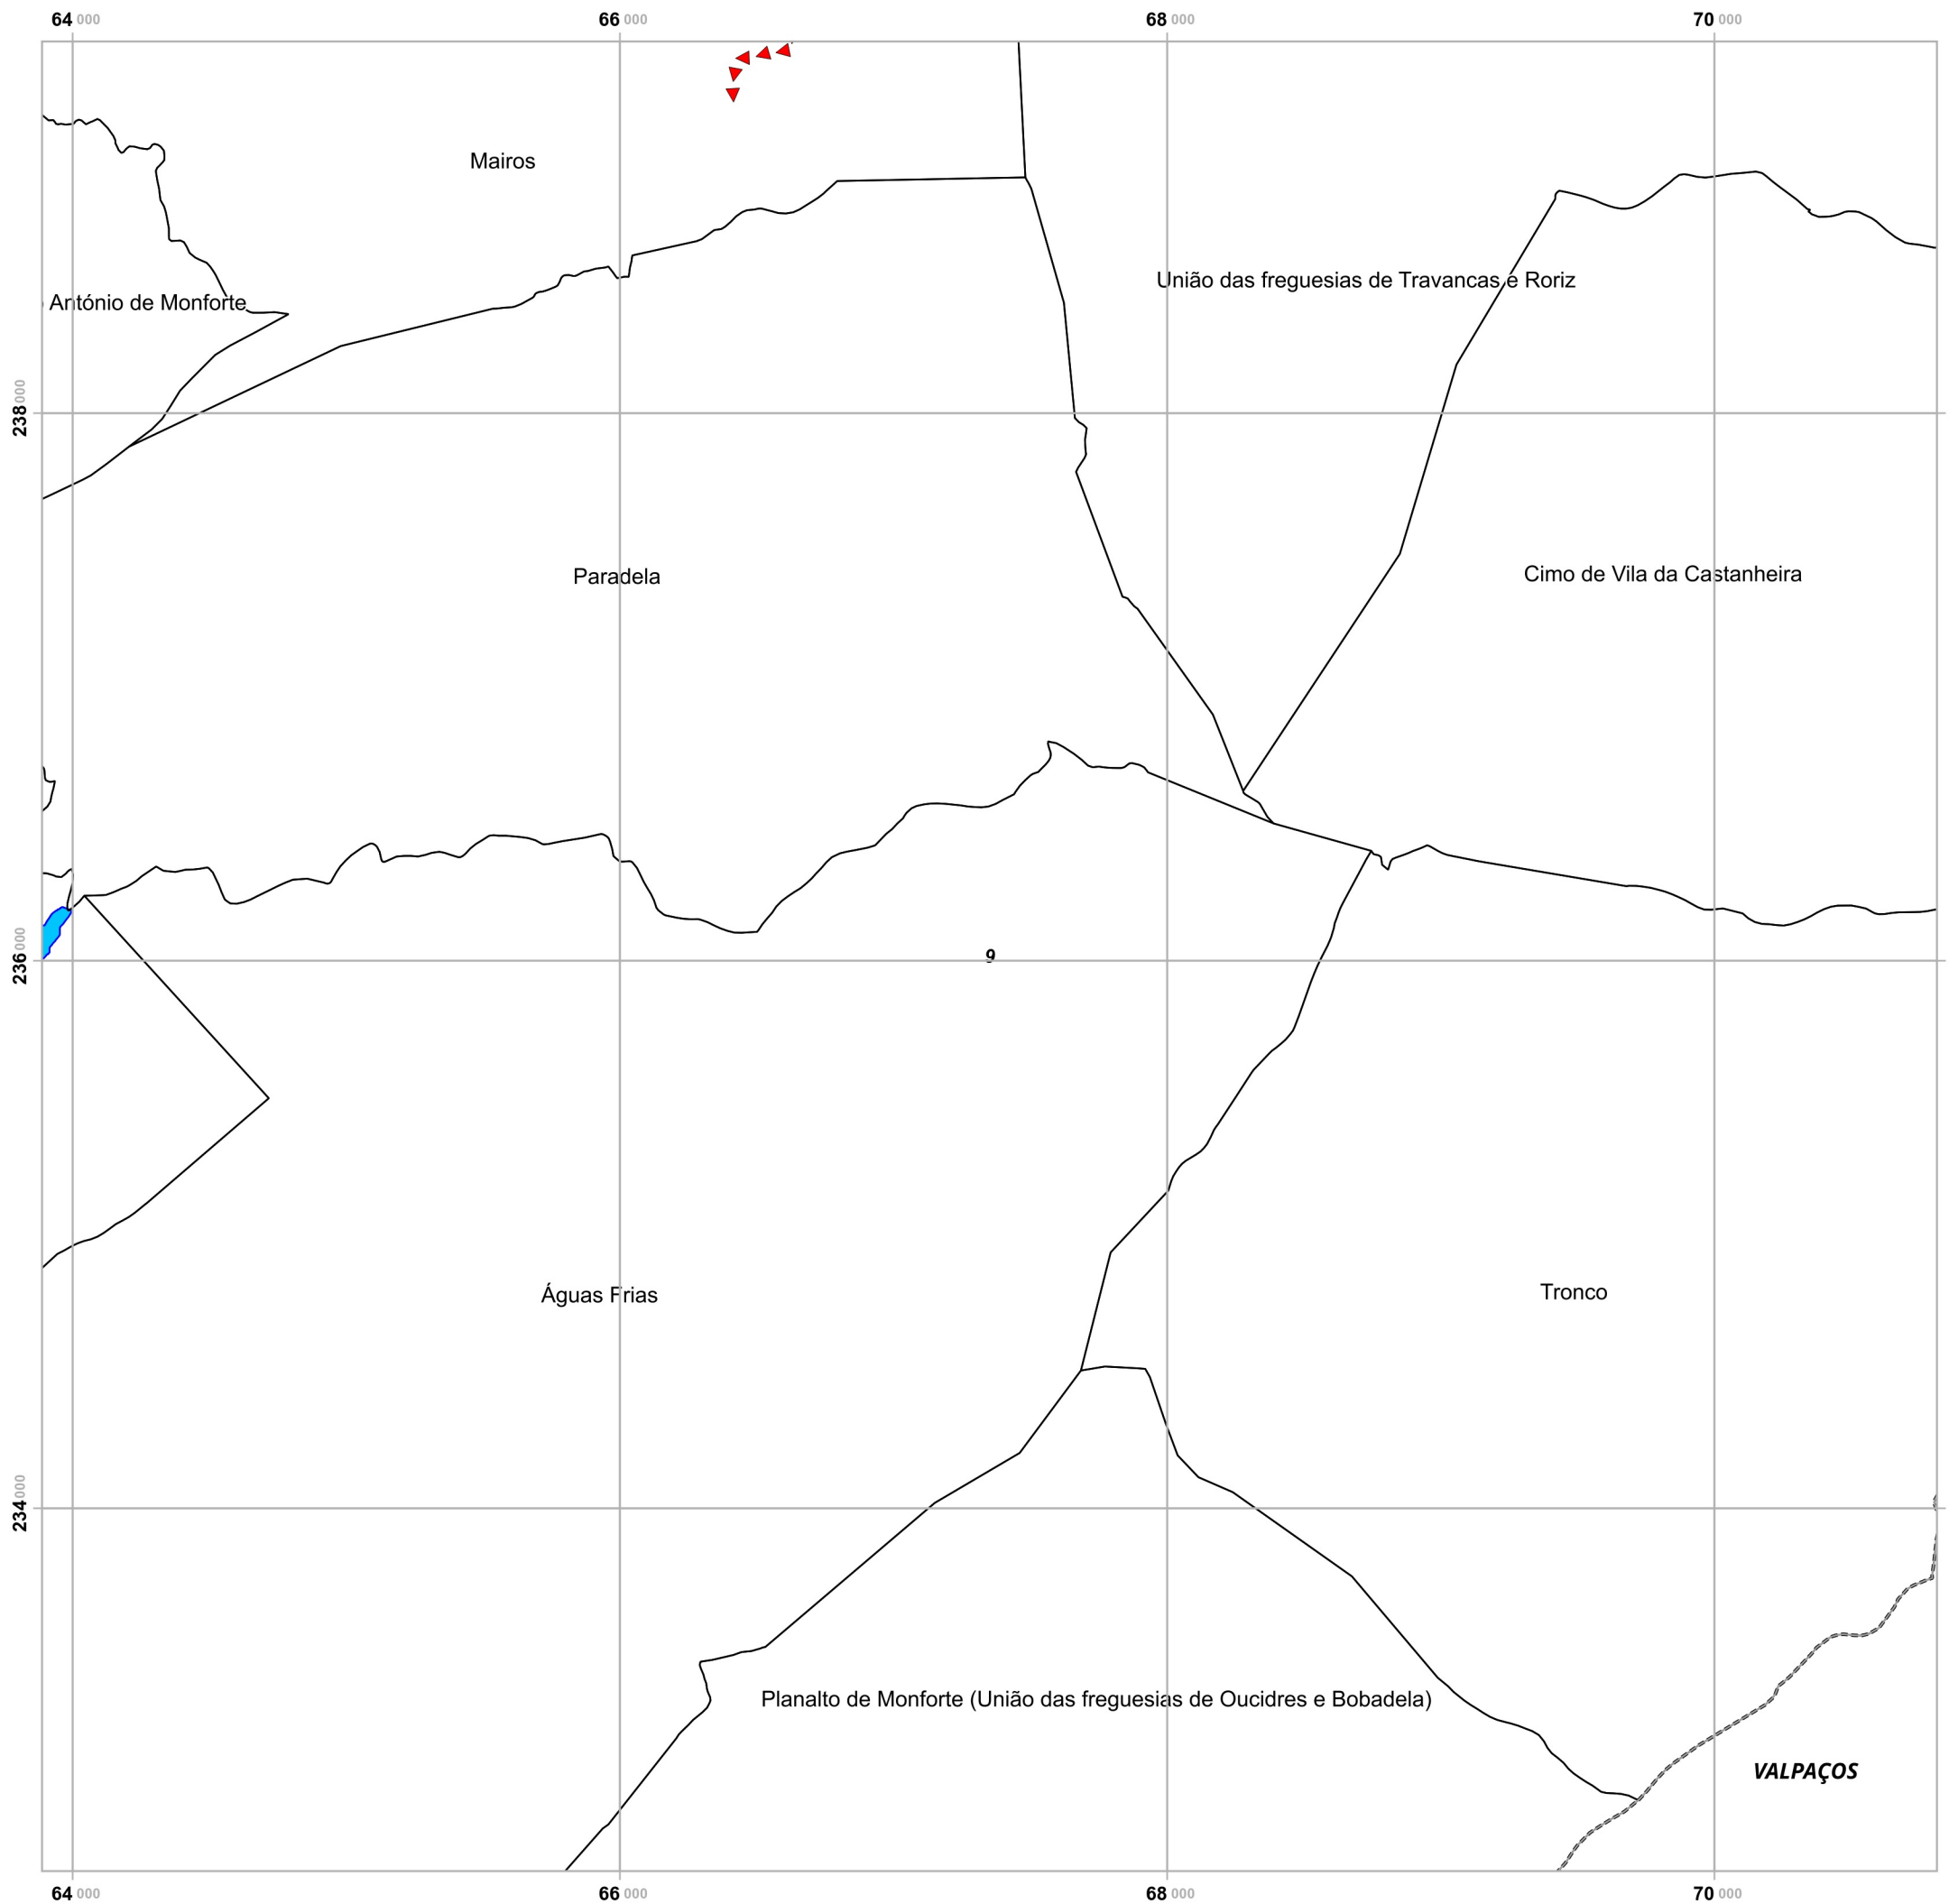 64 000 66 000 68 000 70 000
Mairos
União das freguesias de Travancas e Roriz
António de Monforte
238 000
Cimo de Vila da Castanheira
Paradela
236 000
9
Águas Frias
Tronco
234 000
Planalto de Monforte (União das freguesias de Oucidres e Bobadela)
VALPAÇOS
64 000 66 000 68 000 70 000